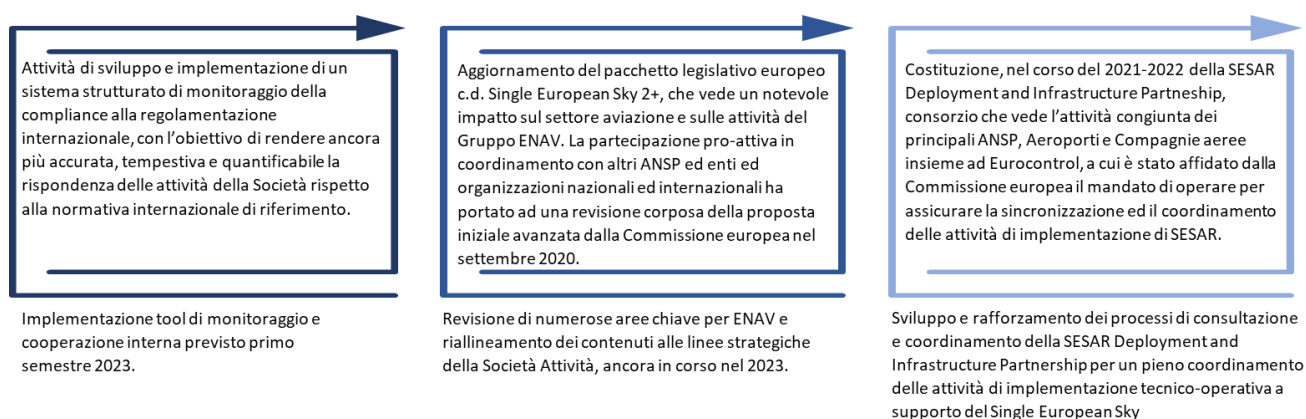 Attività di sviluppo e implementazione di un
sistema strutturato di monitoraggio della
compliance alla regolamentazione
internazionale, con l'obiettivo di rendere ancora
più accurata, tempestiva e quantificabile la
rispondenza delle attività della Società rispetto
alla normativa internazionale di riferimento.
Implementazione tool di monitoraggio e
cooperazione interna previsto primo
semestre 2023.
Aggiornamento del pacchetto legislativo europeo
c.d. Single European Sky 2+, che vede un notevole
impatto sul settore aviazione e sulle attività del
Gruppo ENAV. La partecipazione pro-attiva in
coordinamento con altri ANSP ed enti ed
organizzazioni nazionali ed internazionali ha
portato ad una revisione corposa della proposta
iniziale avanzata dalla Commissione europea nel
settembre 2020.
Revisione di numerose aree chiave per ENAV e
riallineamento dei contenuti alle linee strategiche
della Società Attività, ancora in corso nel 2023.
Costituzione, nel corso del 2021-2022 della SESAR
Deployment and Infrastructure Partneship,
consorzio che vede l'attività congiunta dei
principali ANSP, Aeroporti e Compagnie aeree
insieme ad Eurocontrol, a cui è stato affidato dalla
Commissione europea il mandato di operare per
assicurare la sincronizzazione ed il coordinamento
delle attività di implementazione di SESAR.
Sviluppo e rafforzamento dei processi di consultazione
e coordinamento della SESAR Deployment and
Infrastructure Partnership per un pieno coordinamento
delle attività di implementazione tecnico-operativa a
supporto del Single European Sky